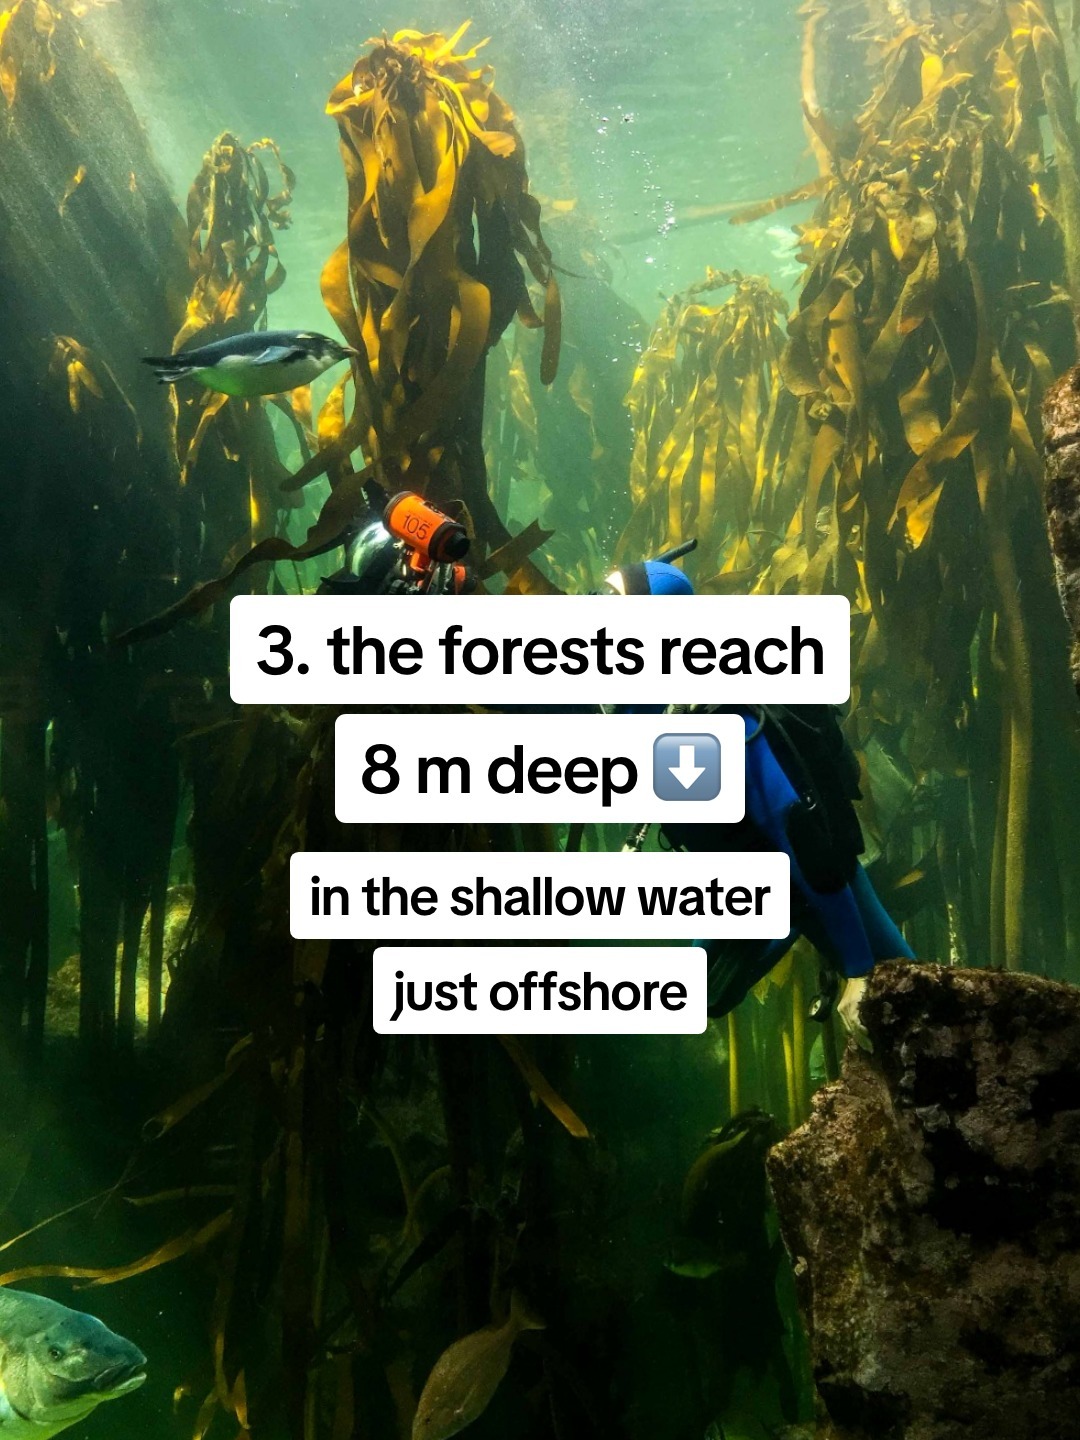 105
3. the forests reach
8 m deep ⬇️
in the shallow water
just offshore